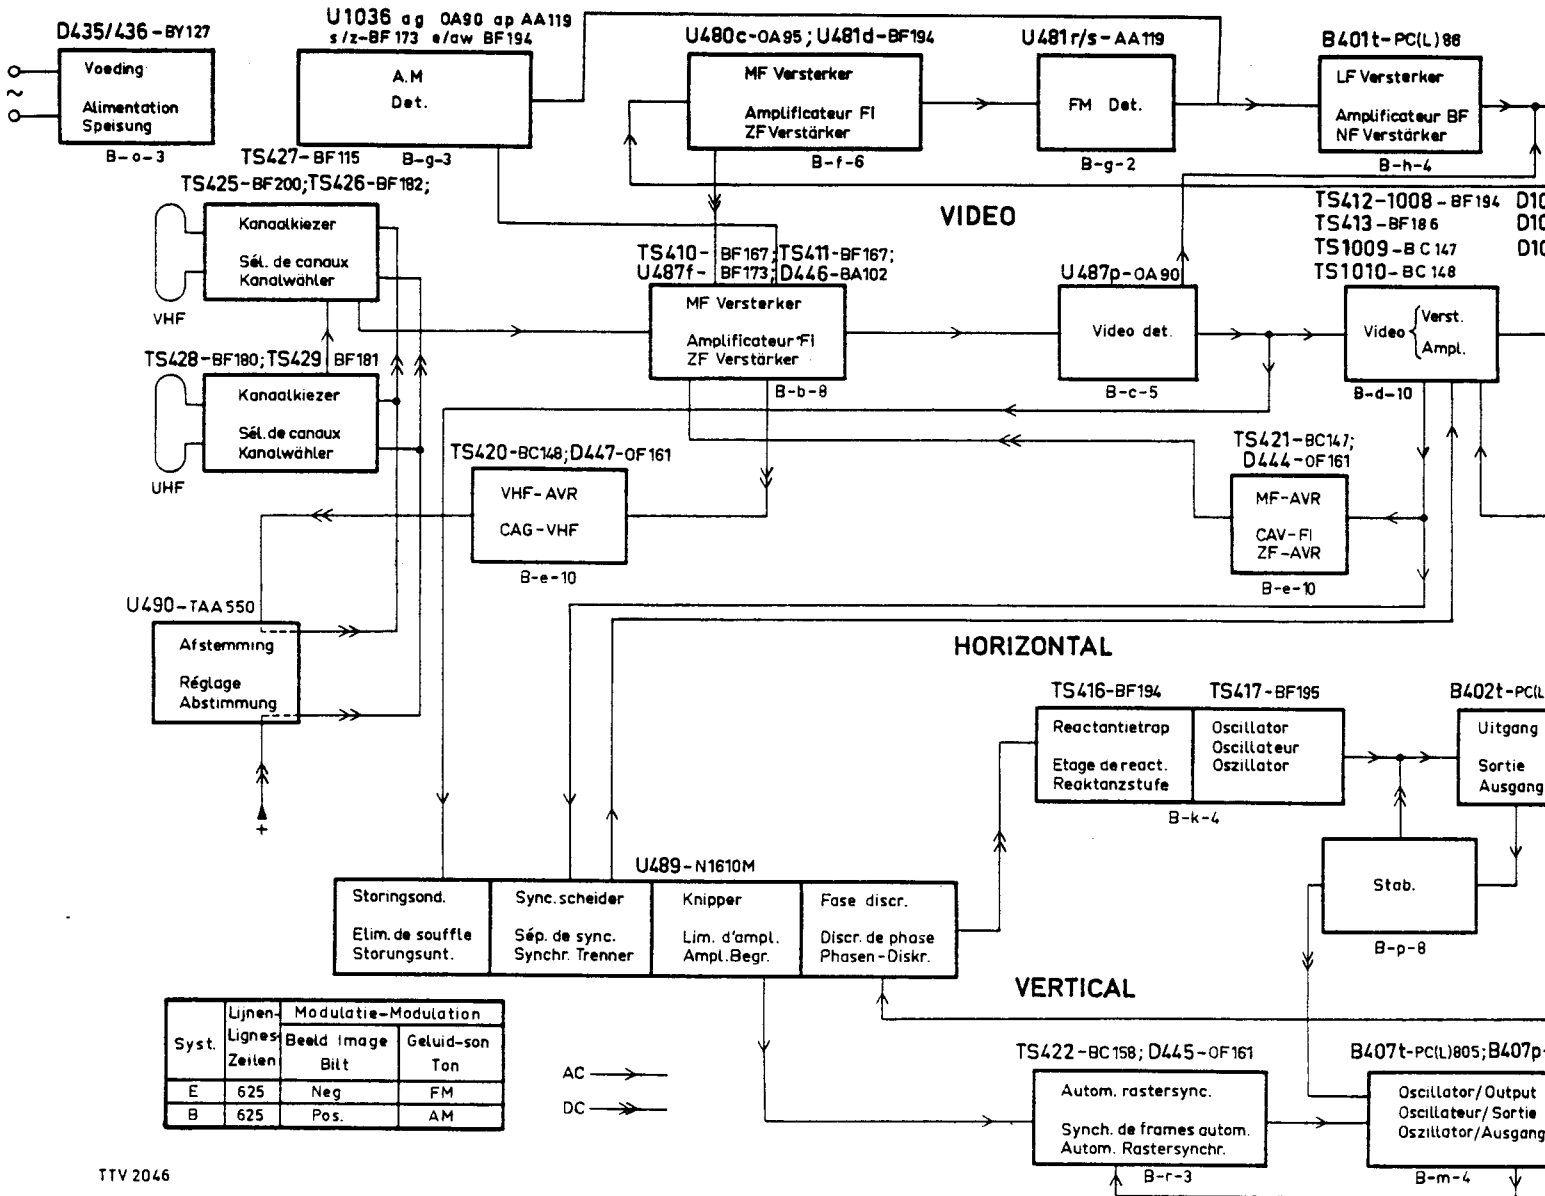 D435/436-BY127
Voeding
Alimentation
Speisung
B-a-3
~
U1036 ag OA90 ap AA119
s/z-BF173 e/aw BF194
A.M
Det.
B-g-3
U480c-OA95; U481d-BF194
MF Versterker
Amplificateur FI
ZF Verstärker
B-f-6
U481r/s-AA119
FM Det.
B-g-2
B401t-PC(L)86
LF Versterker
Amplificateur BF
NF Verstärker
B-h-4
TS427-BF115
TS425-BF200;TS426-BF182;
Kanaalkiezer
Sél. de canaux
Kanalwähler
VHF
TS428-BF180;TS429 BF181
Kanaalkiezer
Sél. de canaux
Kanalwähler
UHF
VIDEO
TS410-BF167;TS411-BF167;
U487f-BF173;D446-BA102
MF Versterker
Amplificateur FI
ZF Verstärker
B-b-8
U487p-OA90
Video det.
B-c-5
TS412-1008-BF194 D10
TS413-BF186 D10
TS1009-BC147 D10
TS1010-BC148
Video { Verst.
Ampl.
B-d-10
TS420-BC148;D447-OF161
VHF-AVR
CAG-VHF
B-e-10
TS421-BC147;
D444-OF161
MF-AVR
CAV-FI
ZF-AVR
B-e-10
U490-TAA550
Afstemming
Réglage
Abstimmung
+
HORIZONTAL
TS416-BF194
Reactantietrap
Etage de react.
Reaktanzstufe
TS417-BF195
Oscillator
Oscillateur
Oszillator
B-k-4
B402t-PC(L
Uitgang
Sortie
Ausgang
Stab.
B-p-8
U489-N1610M
Storingsond.
Elim. de souffle
Storungsunt.
Sync.scheider
Sép. de sync.
Synchr. Trenner
Knipper
Lim. d'ampl.
Ampl.Begr.
Fase discr.
Discr. de phase
Phasen-Diskr.
VERTICAL
Syst. Lijnen-Lignes-Zeilen Modulatie-Modulation
Beeld Image Bilt Geluid-son Ton
E 625 Neg FM
B 625 Pos. AM
AC
DC
TS422-BC158; D445-OF161
Autom. rastersync.
Synch. de frames autom.
Autom. Rastersynchr.
B-r-3
B407t-PC(L)805;B407p-
Oscillator/Output
Oscillateur/Sortie
Oszillator/Ausgang
B-m-4
TTV 2046